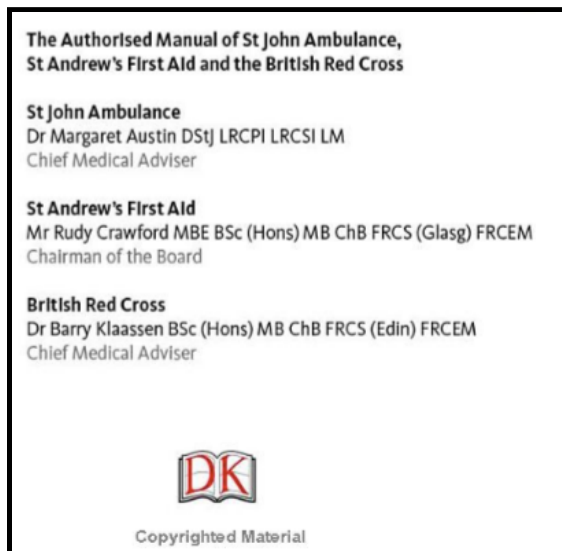 The Authorised Manual of St John Ambulance,
St Andrew's First Aid and the British Red Cross
St John Ambulance
Dr Margaret Austin DStJ LRCPI LRCSI LM
Chief Medical Adviser
St Andrew's First Aid
Mr Rudy Crawford MBE BSc (Hons) MB ChB FRCS (Glasg) FRCEM
Chairman of the Board
British Red Cross
Dr Barry Klaassen BSc (Hons) MB ChB FRCS (Edin) FRCEM
Chief Medical Adviser
DK
Copyrighted Material